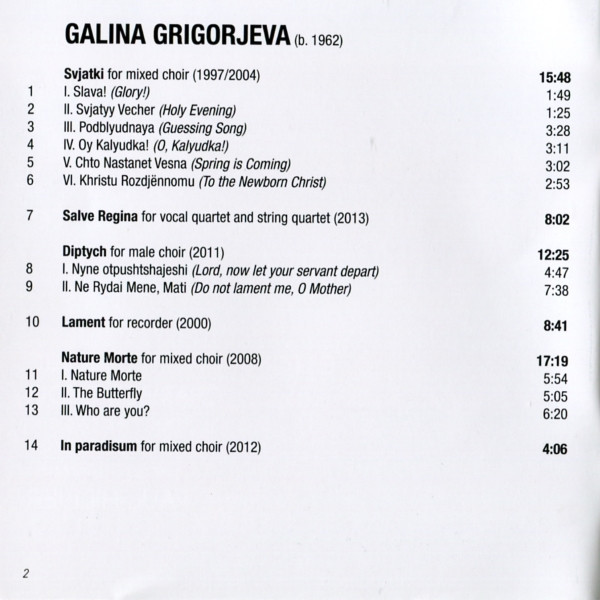 GALINA GRIGORJEVA (b. 1962)
Svjatki for mixed choir (1997/2004) 15:48
1 I. Slava! (Glory!) 1:49
2 II. Svjatyy Vecher (Holy Evening) 1:25
3 III. Podblyudnaya (Guessing Song) 3:28
4 IV. Oy Kalyudka! (O, Kalyudka!) 3:11
5 V. Chto Nastanet Vesna (Spring is Coming) 3:02
6 VI. Khristu Rozdjënnomu (To the Newborn Christ) 2:53
7 Salve Regina for vocal quartet and string quartet (2013) 8:02
Diptych for male choir (2011) 12:25
8 I. Nyne otpushtshajeshi (Lord, now let your servant depart) 4:47
9 II. Ne Rydai Mene, Mati (Do not lament me, O Mother) 7:38
10 Lament for recorder (2000) 8:41
Nature Morte for mixed choir (2008) 17:19
11 I. Nature Morte 5:54
12 II. The Butterfly 5:05
13 III. Who are you? 6:20
14 In paradisum for mixed choir (2012) 4:06
2